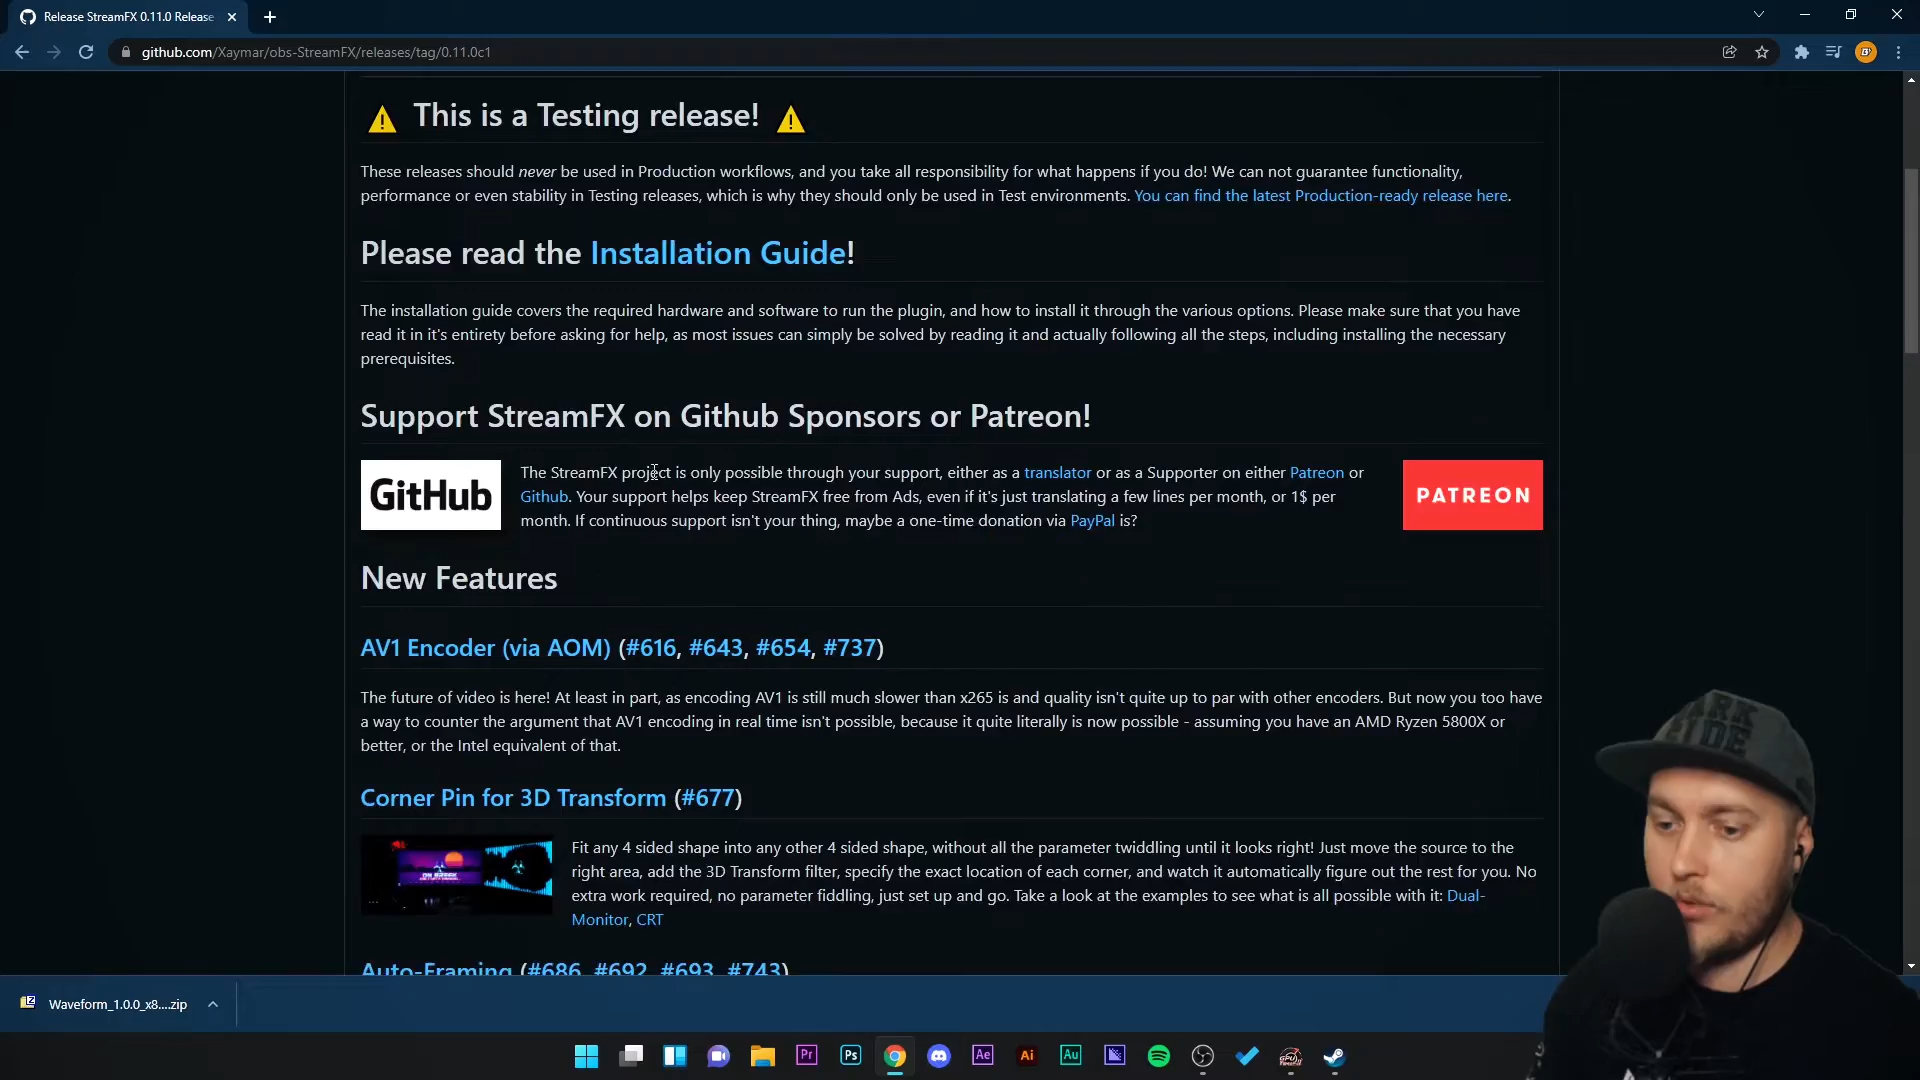 Release StreamFX 0.11.0 Release
github.com/Xaymar/obs-StreamFX/releases/tag/0.11.0c1
This is a Testing release!
These releases should never be used in Production workflows, and you take all responsibility for what happens if you do! We can not guarantee functionality,
performance or even stability in Testing releases, which is why they should only be used in Test environments. You can find the latest Production-ready release here.
Please read the Installation Guide!
The installation guide covers the required hardware and software to run the plugin, and how to install it through the various options. Please make sure that you have
read it in it's entirety before asking for help, as most issues can simply be solved by reading it and actually following all the steps, including installing the necessary
prerequisites.
Support StreamFX on Github Sponsors or Patreon!
GitHub
The StreamFX project is only possible through your support, either as a translator or as a Supporter on either Patreon or
Github. Your support helps keep StreamFX free from Ads, even if it's just translating a few lines per month, or 1$ per
month. If continuous support isn't your thing, maybe a one-time donation via PayPal is?
PATREON
New Features
AV1 Encoder (via AOM) (#616, #643, #654, #737)
The future of video is here! At least in part, as encoding AV1 is still much slower than x265 is and quality isn't quite up to par with other encoders. But now you too have
a way to counter the argument that AV1 encoding in real time isn't possible, because it quite literally is now possible - assuming you have an AMD Ryzen 5800X or
better, or the Intel equivalent of that.
Corner Pin for 3D Transform (#677)
Fit any 4 sided shape into any other 4 sided shape, without all the parameter twiddling until it looks right! Just move the source to the
right area, add the 3D Transform filter, specify the exact location of each corner, and watch it automatically figure out the rest for you. No
extra work required, no parameter fiddling, just set up and go. Take a look at the examples to see what is all possible with it: Dual-
Monitor, CRT
Auto-Framing (#686, #692, #693, #743)
Waveform_1.0.0_x8....zip
Pr
Ps
Ae
Ai
Au